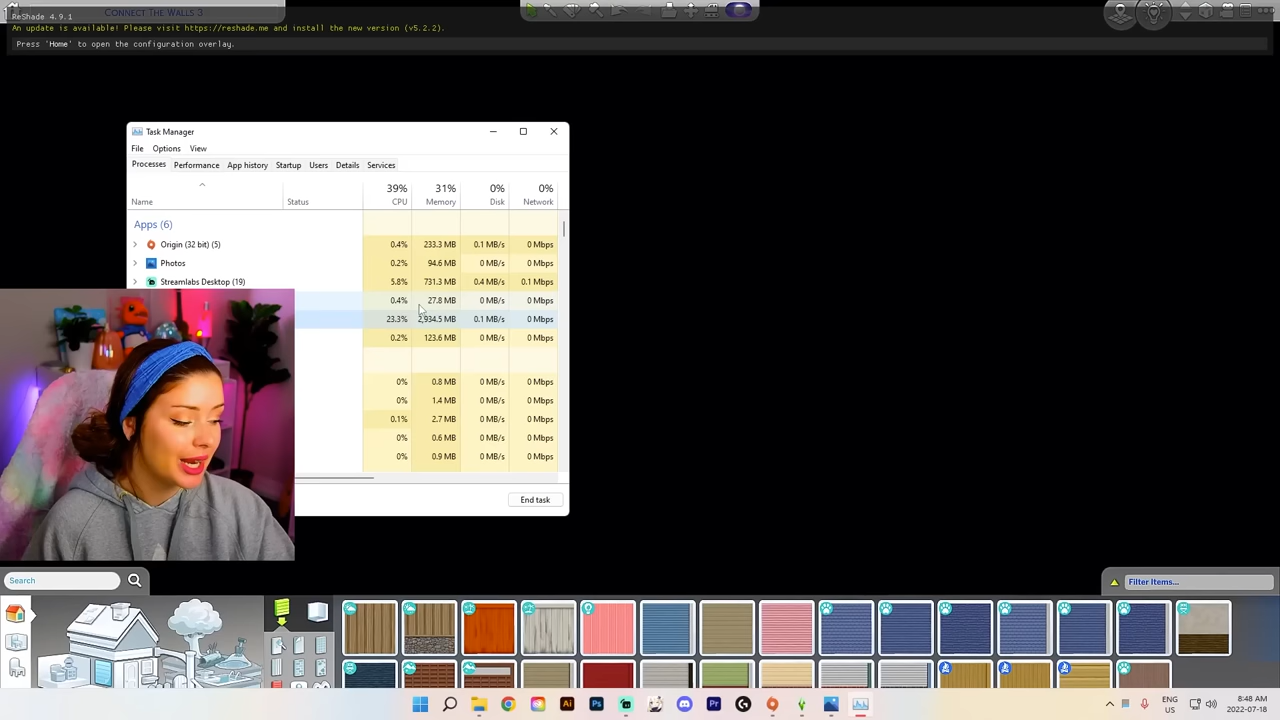 ReShade 4.9.1
CONNECT THE WALLS 3
An update is available! Please visit https://reshade.me and install the new version (v5.2.2).
Press 'Home' to open the configuration overlay.
Task Manager
File Options View
Processes Performance App history Startup Users Details Services
39% 31% 0% 0%
Name Status CPU Memory Disk Network
Apps (6)
Origin (32 bit) (5) 0.4% 233.3 MB 0.1 MB/s 0 Mbps
Photos 0.2% 94.6 MB 0 MB/s 0 Mbps
Streamlabs Desktop (19) 5.8% 731.3 MB 0.4 MB/s 0.1 Mbps
0.4% 27.8 MB 0 MB/s 0 Mbps
23.3% 2,934.5 MB 0.1 MB/s 0 Mbps
0.2% 123.6 MB 0 MB/s 0 Mbps
0% 0.8 MB 0 MB/s 0 Mbps
0% 1.4 MB 0 MB/s 0 Mbps
0.1% 2.7 MB 0 MB/s 0 Mbps
0% 0.6 MB 0 MB/s 0 Mbps
0% 0.9 MB 0 MB/s 0 Mbps
End task
Search
Filter Items...
Ai Ps Pr
ENG
US
8:48 AM
2022-07-18